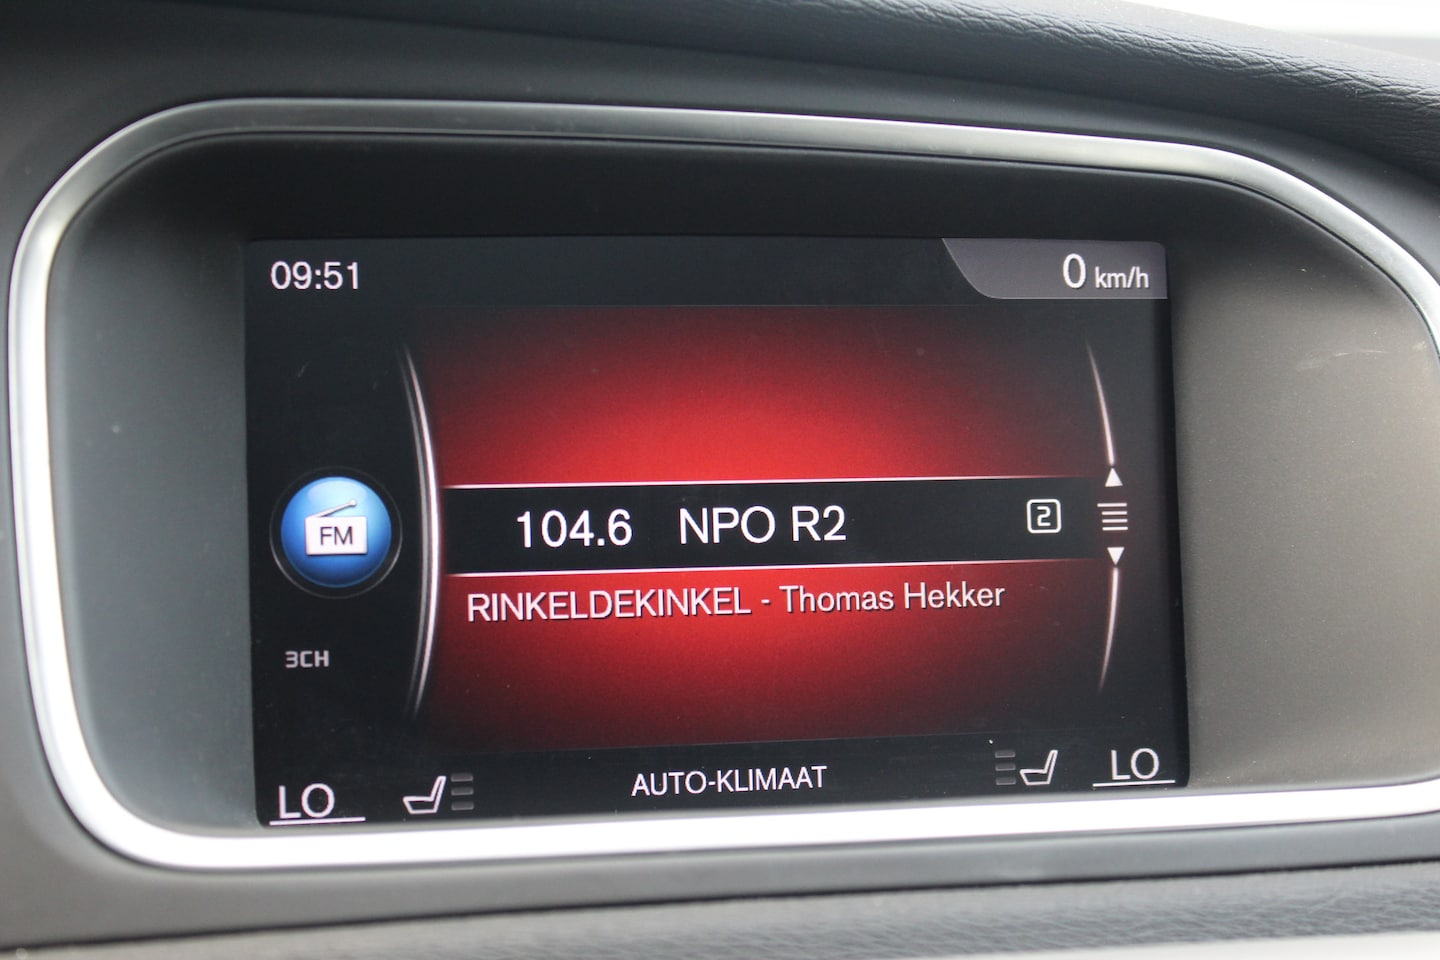 09:51 0 km/h
FM
104.6 NPO R2 2
RINKELDEKINKEL - Thomas Hekker
3CH
LO AUTO-KLIMAAT LO